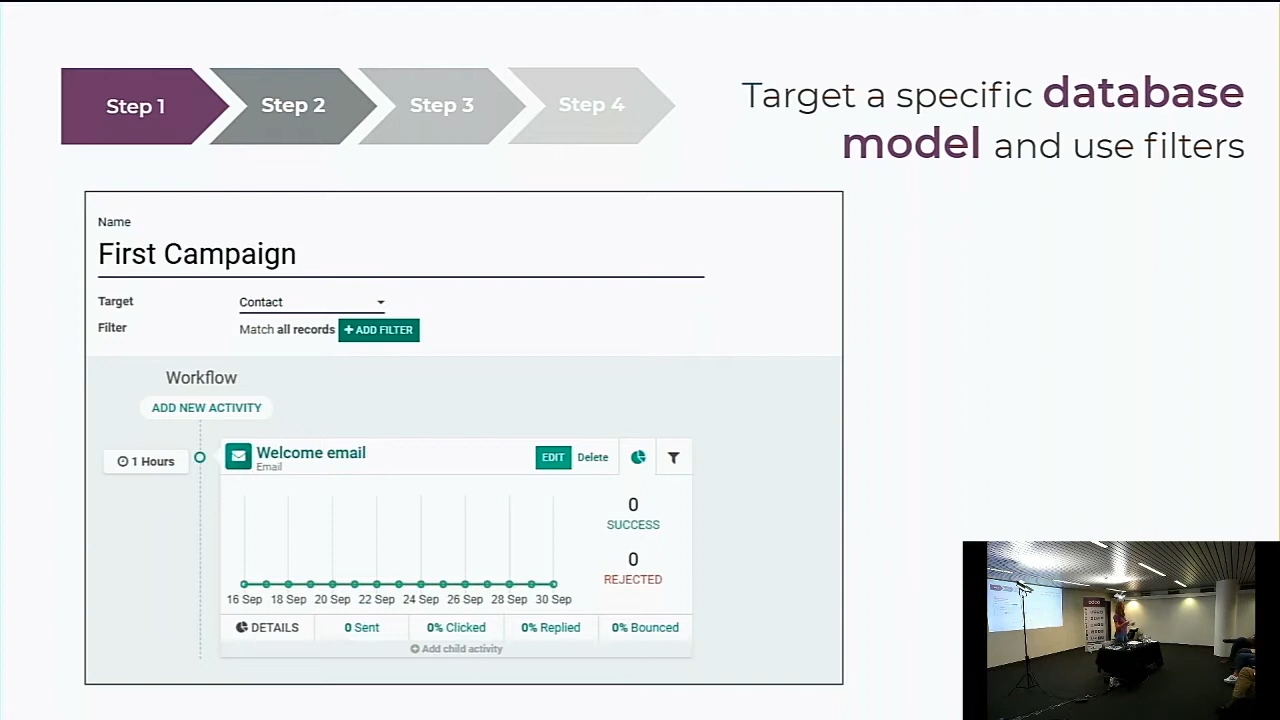 Step 1
Step 2
Step 3
Step 4
Target a specific database
model and use filters
Name
First Campaign
Target
Contact
Filter
Match all records
ADD FILTER
Workflow
ADD NEW ACTIVITY
1 Hours
Welcome email
Email
EDIT
Delete
0
SUCCESS
0
REJECTED
16 Sep 18 Sep 20 Sep 22 Sep 24 Sep 26 Sep 28 Sep 30 Sep
DETAILS
0 Sent
0% Clicked
0% Replied
0% Bounced
Add child activity
odoo